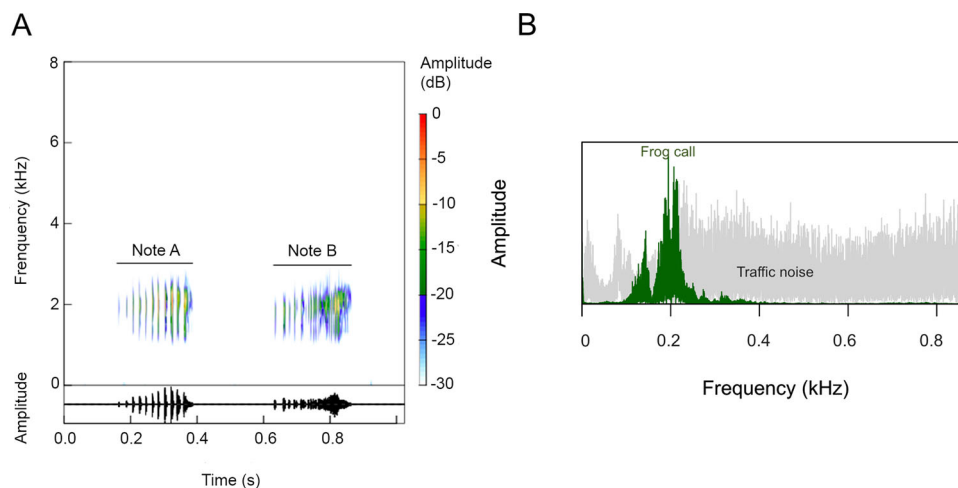 A
B
Amplitude
(dB)
8
6
4
2
0
Frenquency (kHz)
Note A
Note B
0
-5
-10
-15
-20
-25
-30
Amplitude
0.0
0.2
0.4
0.6
0.8
Time (s)
Frog call
Traffic noise
Amplitude
0
0.2
0.4
0.6
0.8
Frequency (kHz)